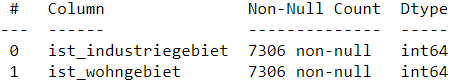 #   Column              Non-Null Count  Dtype
---  ------              --------------  -----
0   ist_industriegebiet  7306 non-null  int64
1   ist_wohngebiet       7306 non-null  int64